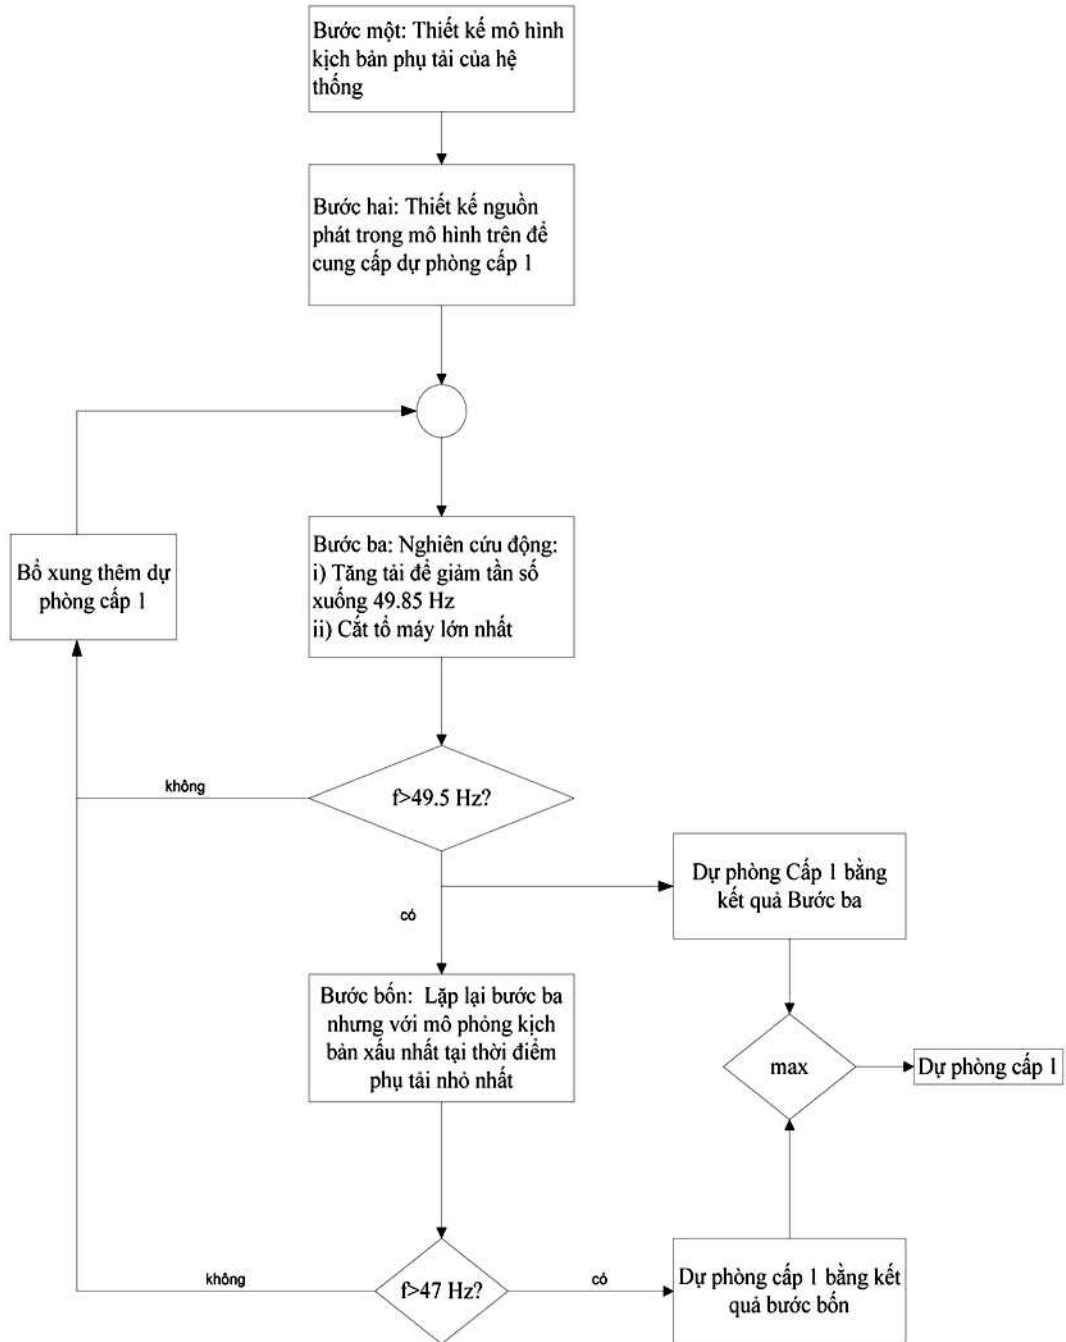 Bước một: Thiết kế mô hình
kịch bản phụ tải của hệ
thống
Bước hai: Thiết kế nguồn
phát trong mô hình trên để
cung cấp dự phòng cấp 1
Bước ba: Nghiên cứu động:
i) Tăng tải để giảm tần số
xuống 49.85 Hz
ii) Cắt tổ máy lớn nhất
Bổ xung thêm dự
phòng cấp 1
không
f>49.5 Hz?
Dự phòng Cấp 1 bằng
kết quả Bước ba
có
Bước bốn: Lặp lại bước ba
nhưng với mô phỏng kịch
bản xấu nhất tại thời điểm
phụ tải nhỏ nhất
max
Dự phòng cấp 1
không
f>47 Hz?
có
Dự phòng cấp 1 bằng kết
quả bước bốn